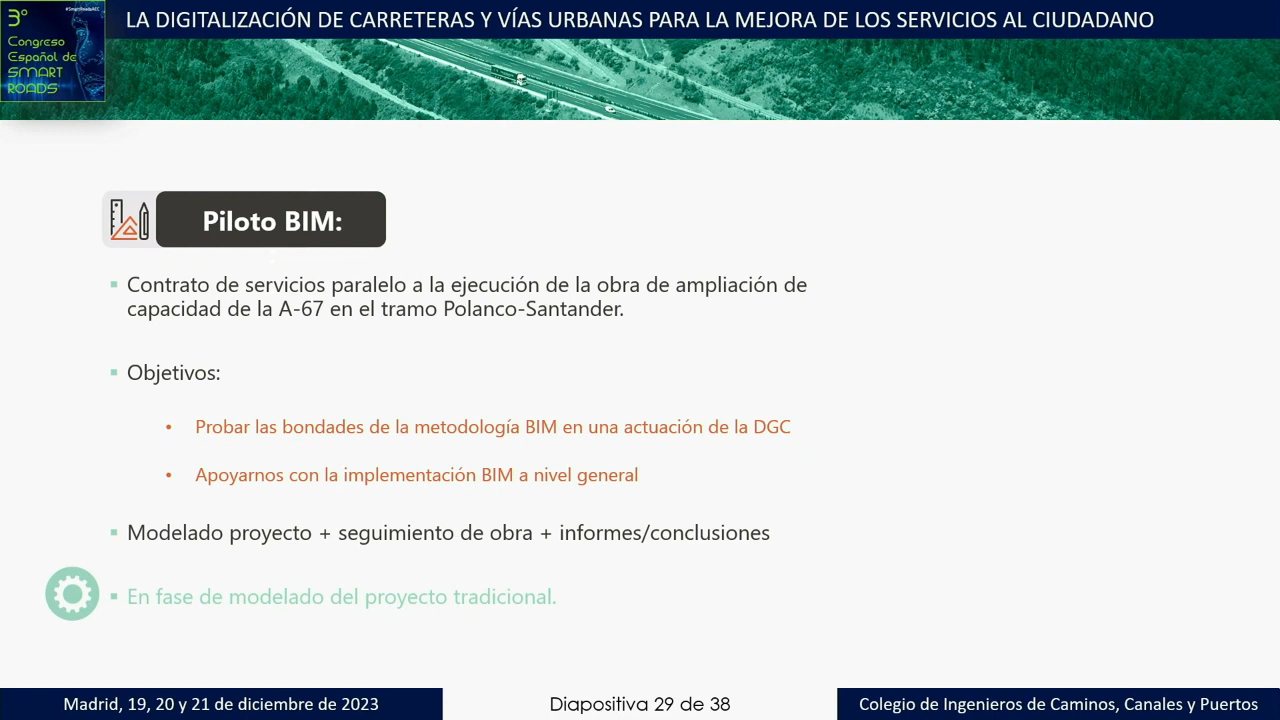 3º
#SmartRoadsAEC
Congreso
Español de
SMART
ROADS
LA DIGITALIZACIÓN DE CARRETERAS Y VÍAS URBANAS PARA LA MEJORA DE LOS SERVICIOS AL CIUDADANO
Piloto BIM:
Contrato de servicios paralelo a la ejecución de la obra de ampliación de
capacidad de la A-67 en el tramo Polanco-Santander.
Objetivos:
Probar las bondades de la metodología BIM en una actuación de la DGC
Apoyarnos con la implementación BIM a nivel general
Modelado proyecto + seguimiento de obra + informes/conclusiones
En fase de modelado del proyecto tradicional.
Madrid, 19, 20 y 21 de diciembre de 2023
Diapositiva 29 de 38
Colegio de Ingenieros de Caminos, Canales y Puertos